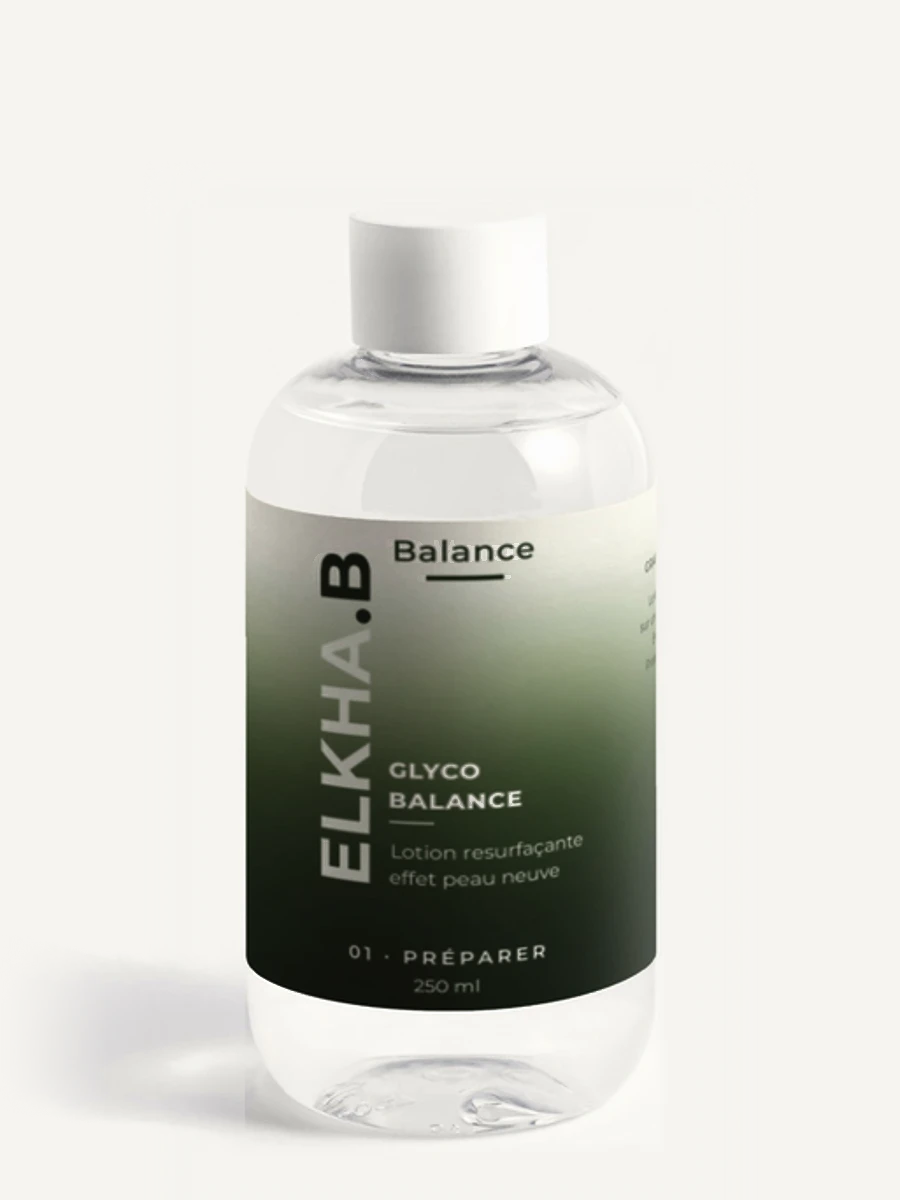 Balance
ELKHA.B
GLYCO
BALANCE
Lotion resurfaçante
effet peau neuve
01 · PRÉPARER
250 ml